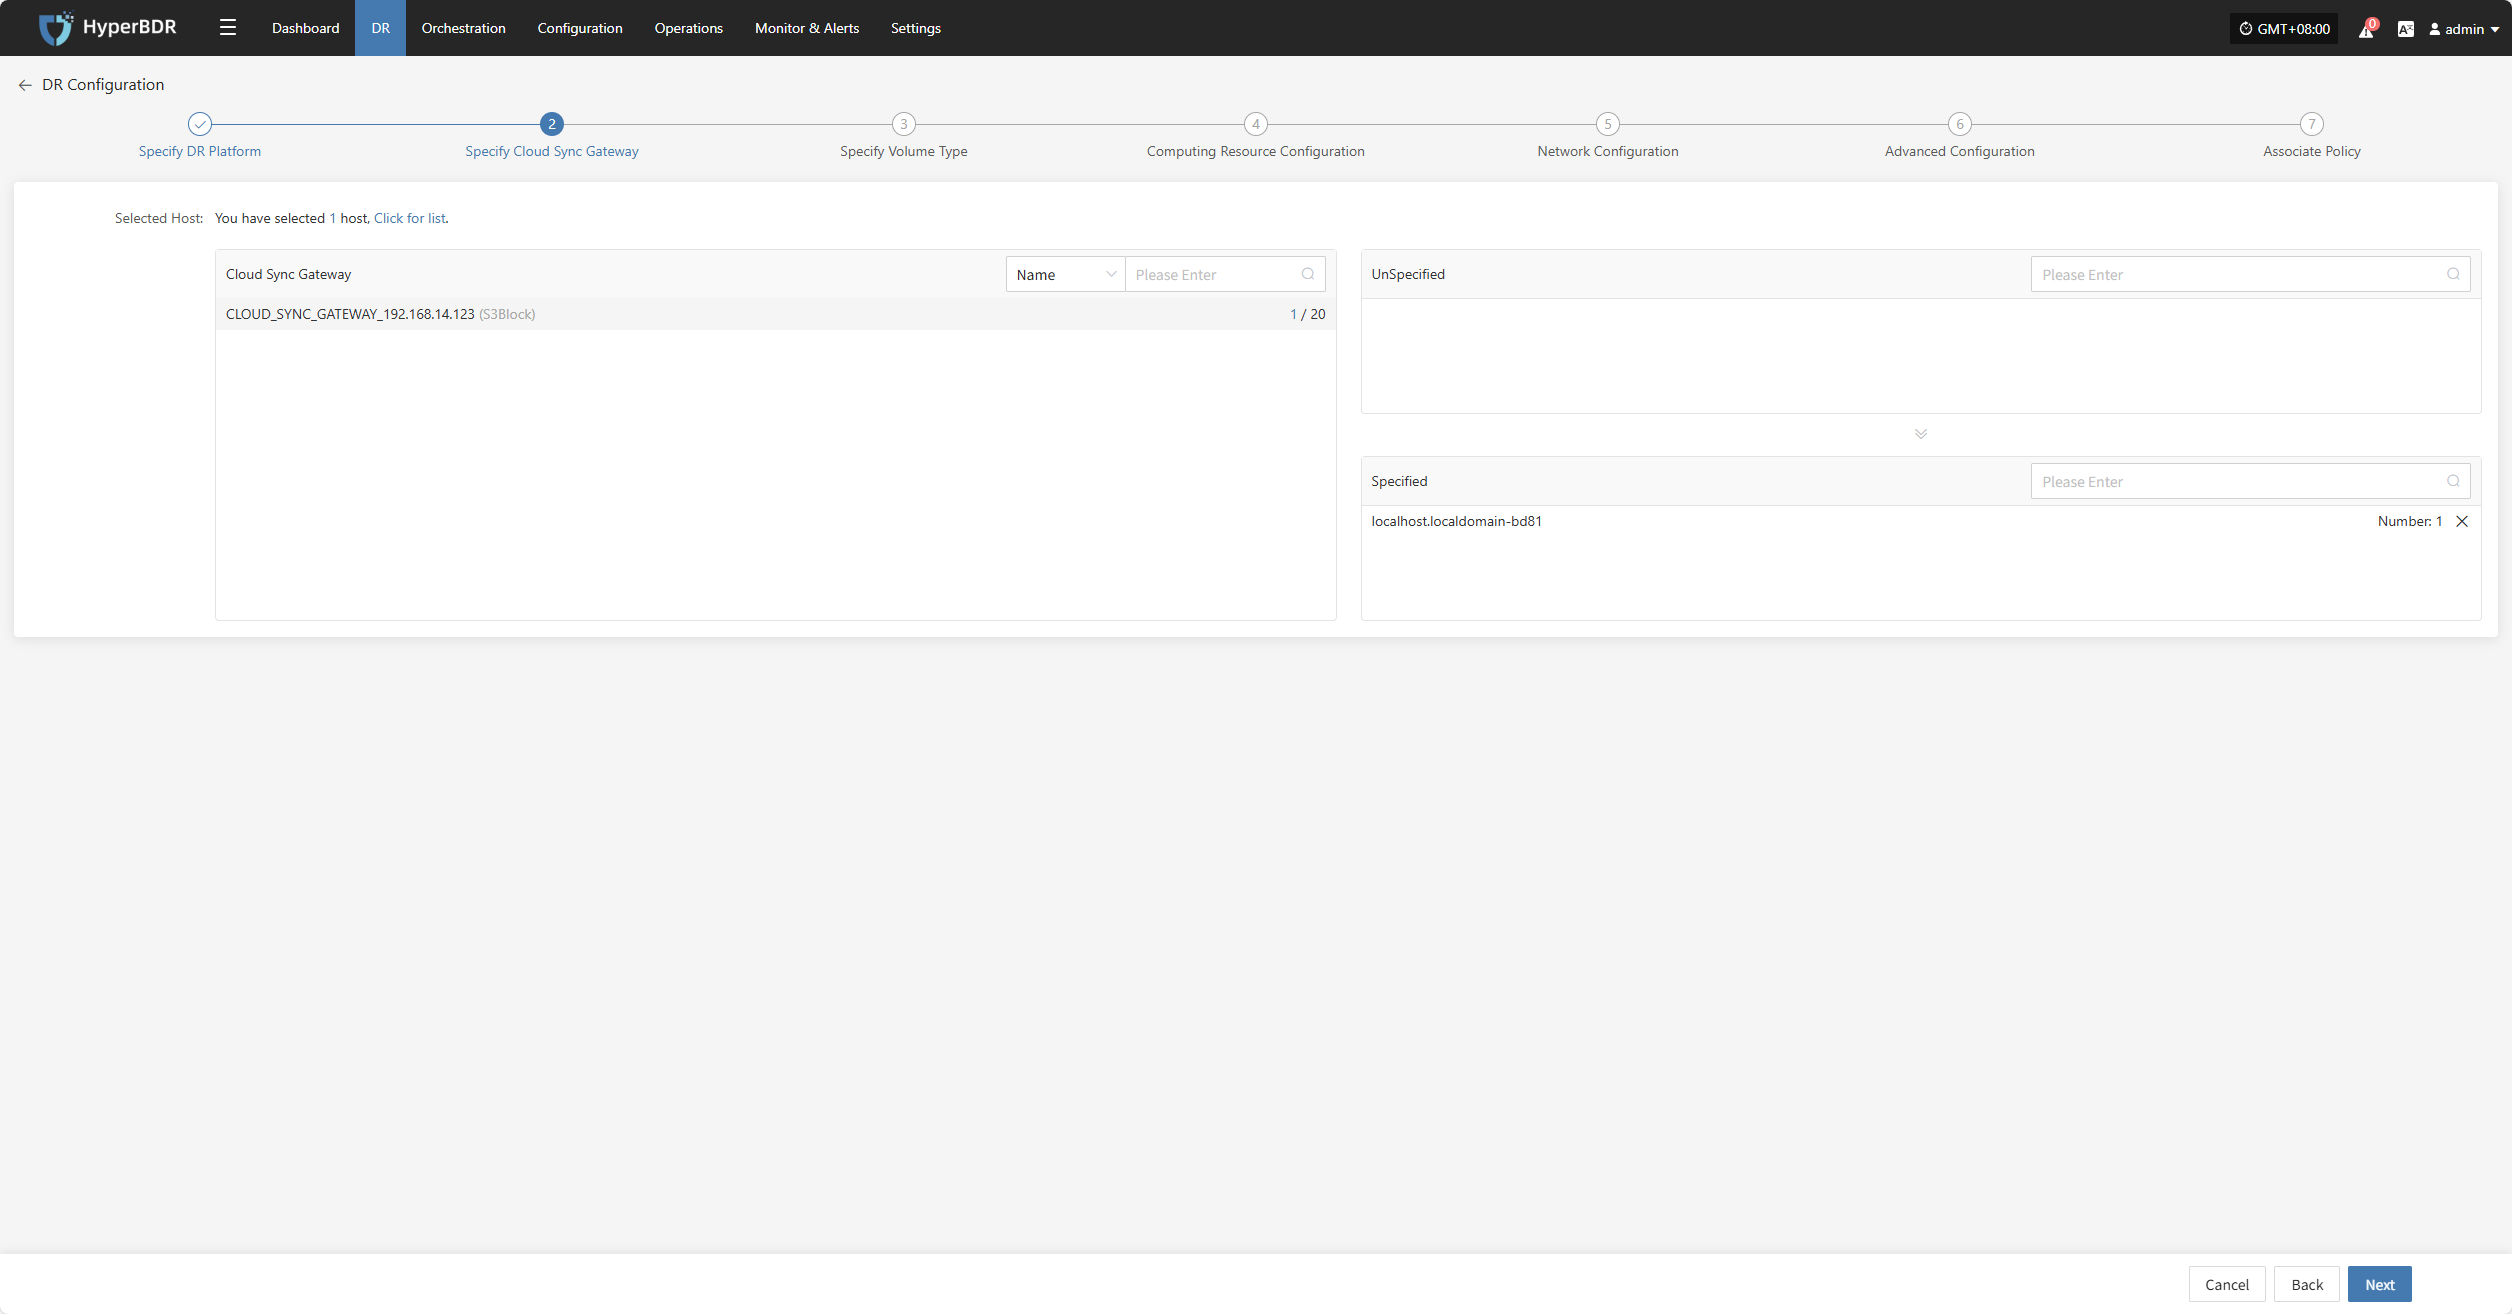 HyperBDR Dashboard DR Orchestration Configuration Operations Monitor & Alerts Settings GMT+08:00 0 admin
DR Configuration
2 3 4 5 6 7
Specify DR Platform Specify Cloud Sync Gateway Specify Volume Type Computing Resource Configuration Network Configuration Advanced Configuration Associate Policy
Selected Host: You have selected 1 host, Click for list.
Cloud Sync Gateway Name Please Enter
CLOUD_SYNC_GATEWAY_192.168.14.123 (S3Block) 1 / 20
UnSpecified Please Enter
Specified Please Enter
localhost.localdomain-bd81 Number: 1
Cancel Back Next